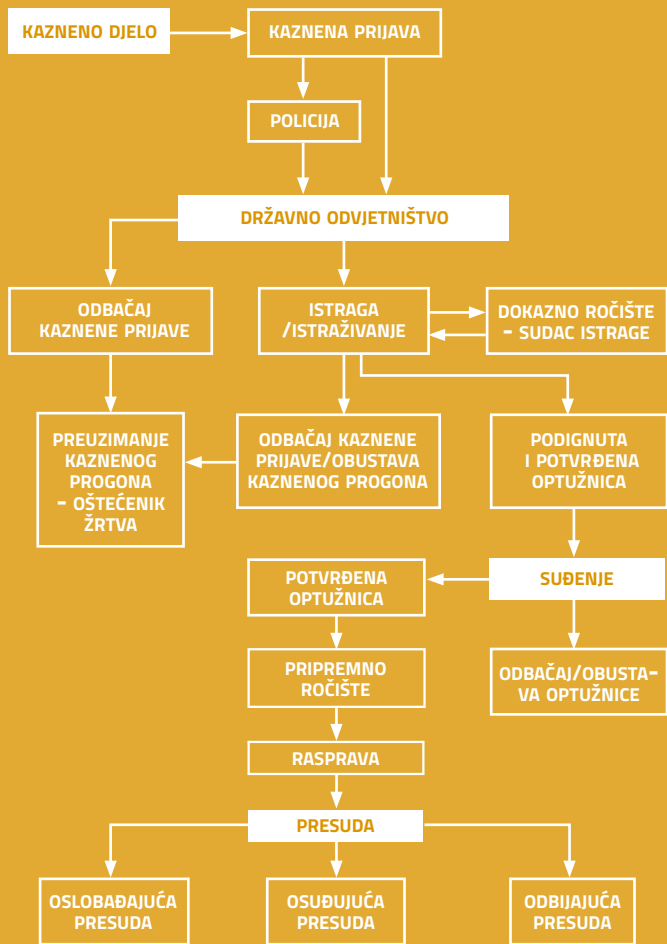 KAZNENO DJELO
KAZNENA PRIJAVA
POLICIJA
DRŽAVNO ODVJETNIŠTVO
ODBAČAJ
KAZNENE PRIJAVE
ISTRAGA
/ISTRAŽIVANJE
DOKAZNO ROČIŠTE
- SUDAC ISTRAGE
PREUZIMANJE
KAZNENOG
PROGONA
- OŠTEĆENIK
ŽRTVA
ODBAČAJ KAZNENE
PRIJAVE/OBUSTAVA
KAZNENOG PROGONA
PODIGNUTA
I POTVRĐENA
OPTUŽNICA
SUĐENJE
POTVRĐENA
OPTUŽNICA
ODBAČAJ/OBUSTA-
VA OPTUŽNICE
PRIPREMNO
ROČIŠTE
RASPRAVA
PRESUDA
OSLOBAĐAJUĆA
PRESUDA
OSUĐUJUĆA
PRESUDA
ODBIJAJUĆA
PRESUDA